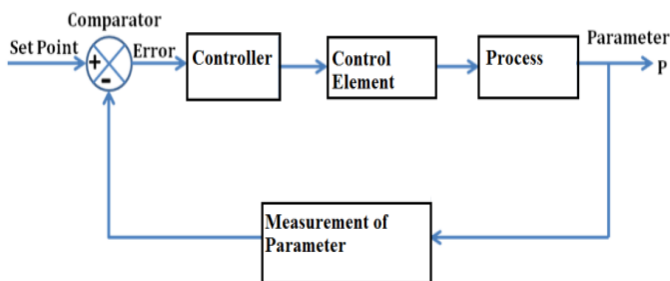 Comparator
Set Point
Error
+
-
Controller
Control
Element
Process
Parameter
P
Measurement of
Parameter